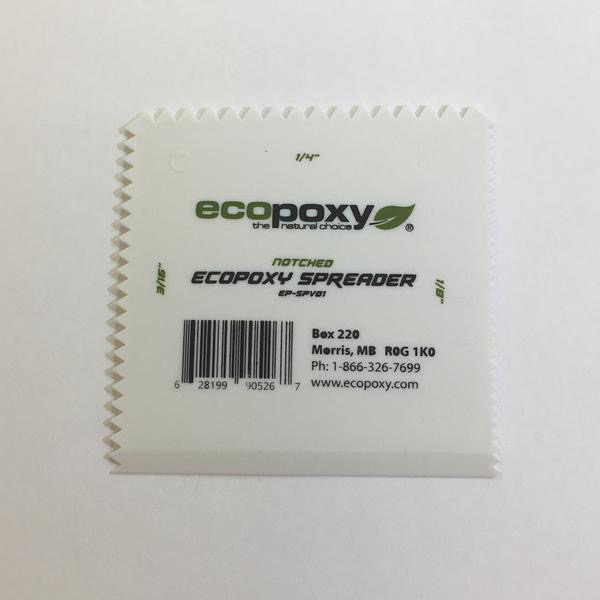 1/4"
ecopoxy®
the natural choice
NOTCHED
ECOPOXY SPREADER
EP-SPV01
3/16"
1/8"
Box 220
Morris, MB R0G 1K0
Ph: 1-866-326-7699
www.ecopoxy.com
6 28199 90526 7